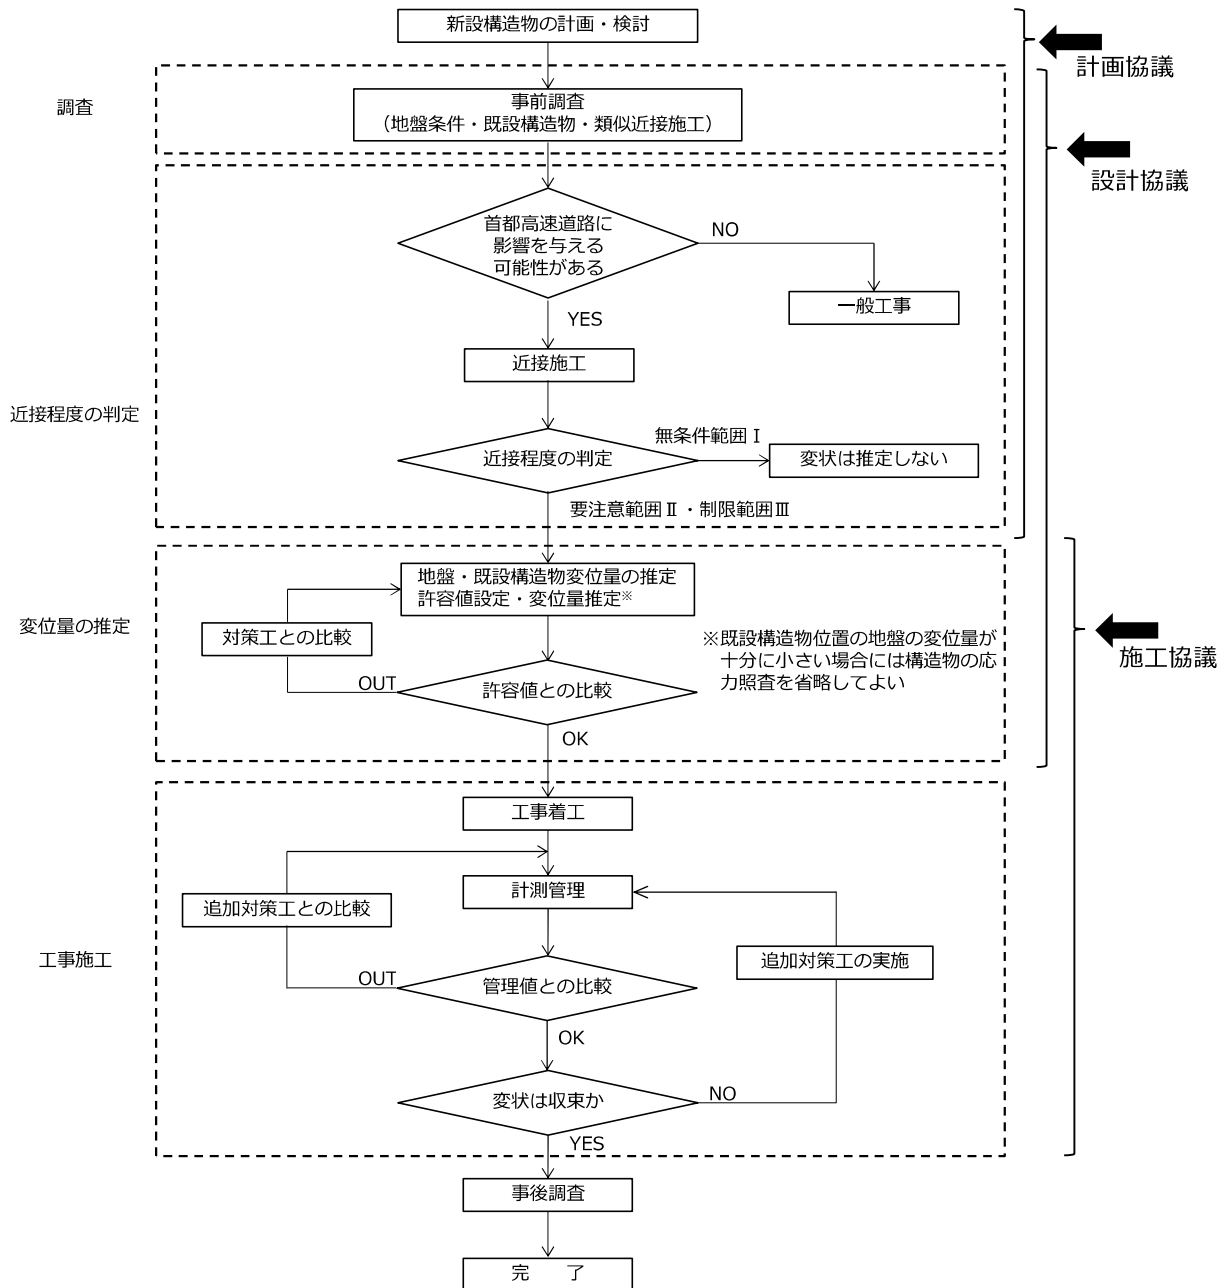 新設構造物の計画・検討
計画協議
調査
事前調査
（地盤条件・既設構造物・類似近接施工）
設計協議
首都高速道路に
影響を与える
可能性がある
NO
一般工事
YES
近接施工
近接程度の判定
無条件範囲Ⅰ
近接程度の判定
変状は推定しない
要注意範囲Ⅱ・制限範囲Ⅲ
変位量の推定
地盤・既設構造物変位量の推定
許容値設定・変位量推定※
対策工との比較
※既設構造物位置の地盤の変位量が
十分に小さい場合には構造物の応
力照査を省略してよい
施工協議
OUT
許容値との比較
OK
工事着工
計測管理
追加対策工との比較
工事施工
追加対策工の実施
OUT
管理値との比較
OK
変状は収束か
NO
YES
事後調査
完　了